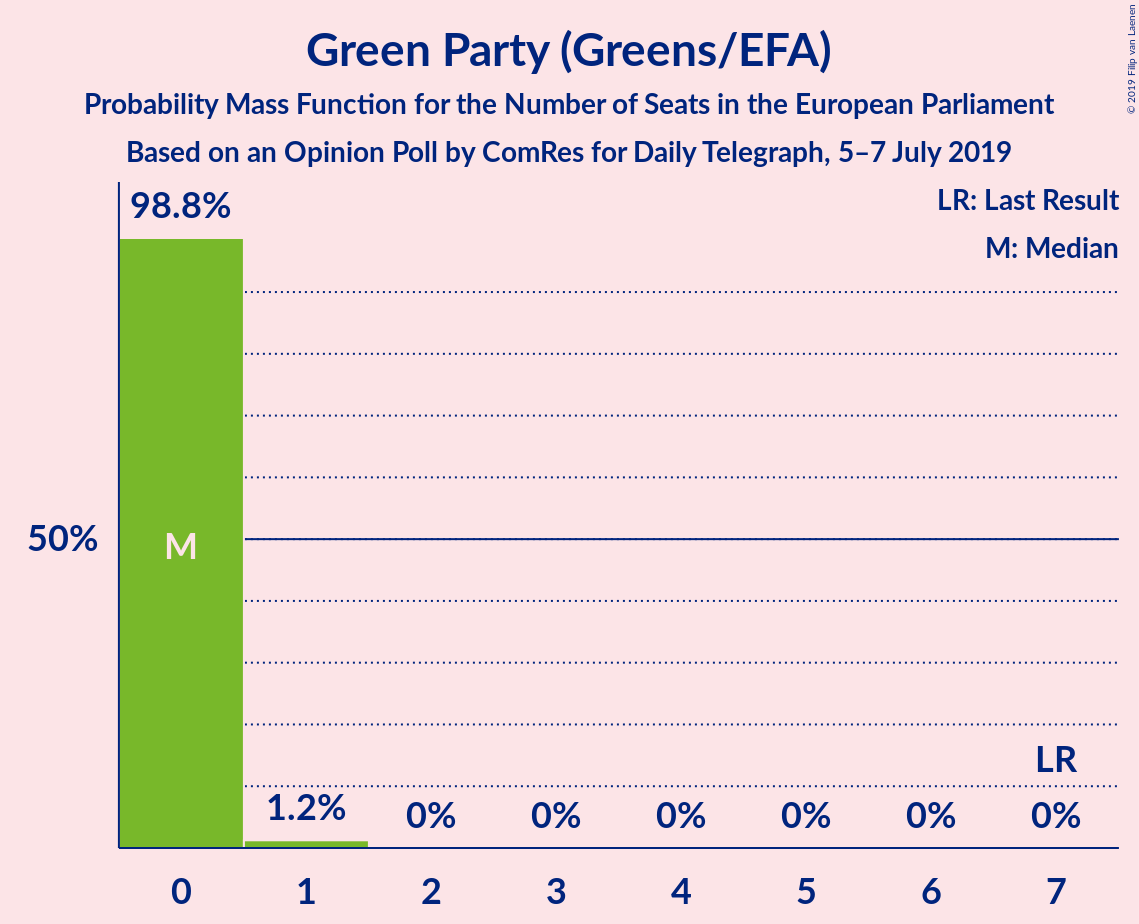 Green Party (Greens/EFA)
Probability Mass Function for the Number of Seats in the European Parliament
Based on an Opinion Poll by ComRes for Daily Telegraph, 5–7 July 2019
© 2019 Filip van Laenen
LR: Last Result
M: Median
98.8%
50%
M
LR
1.2% 0% 0% 0% 0% 0% 0%
0 1 2 3 4 5 6 7